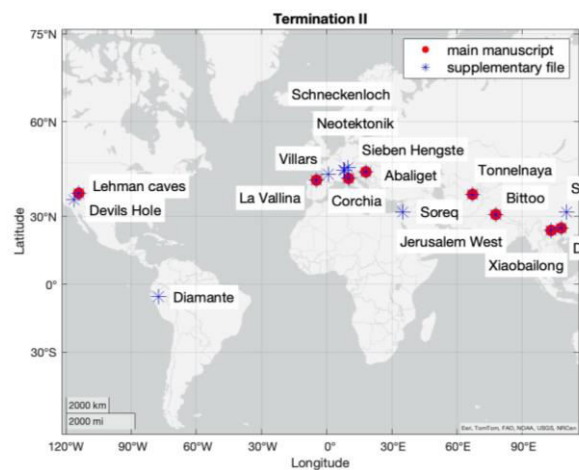 Termination II
75°N
main manuscript
supplementary file
Schneckenloch
60°N
Neotektonik
Villars
Sieben Hengste
Tonnelnaya
Lehman caves
Abaliget
Bittoo
S
La Vallina
Corchia
Devils Hole
Soreq
30°N
Jerusalem West
D
Xiaobailong
Latitude
0°
Diamante
30°S
2000 km
2000 mi
Esri, TomTom, FAO, NOAA, USGS, NRCan
120°W
90°W
60°W
30°W
0°
30°E
60°E
90°E
Longitude